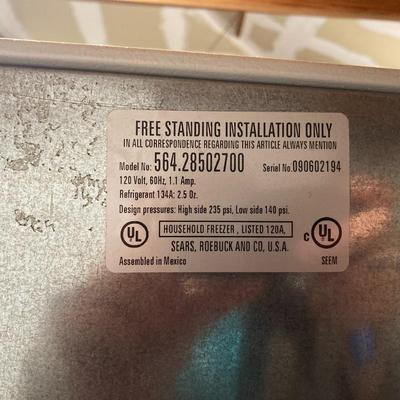 FREE STANDING INSTALLATION ONLY
IN ALL CORRESPONDENCE REGARDING THIS ARTICLE ALWAYS MENTION
Model No: 564.28502700 Serial No.090602194
120 Volt, 60Hz, 1.1 Amp.
Refrigerant 134A: 2.5 Oz.
Design pressures: High side 235 psi, Low side 140 psi.
UL HOUSEHOLD FREEZER , LISTED 120A, c UL
SEARS, ROEBUCK AND CO, U.S.A.
Assembled in Mexico SEEM